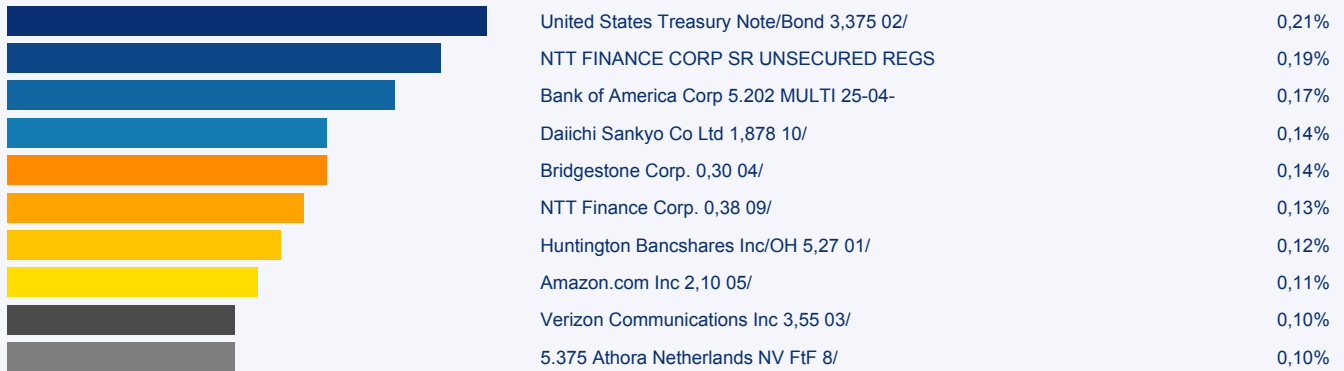 United States Treasury Note/Bond 3,375 02/ 0,21%
NTT FINANCE CORP SR UNSECURED REGS 0,19%
Bank of America Corp 5.202 MULTI 25-04- 0,17%
Daiichi Sankyo Co Ltd 1,878 10/ 0,14%
Bridgestone Corp. 0,30 04/ 0,14%
NTT Finance Corp. 0,38 09/ 0,13%
Huntington Bancshares Inc/OH 5,27 01/ 0,12%
Amazon.com Inc 2,10 05/ 0,11%
Verizon Communications Inc 3,55 03/ 0,10%
5.375 Athora Netherlands NV FtF 8/ 0,10%